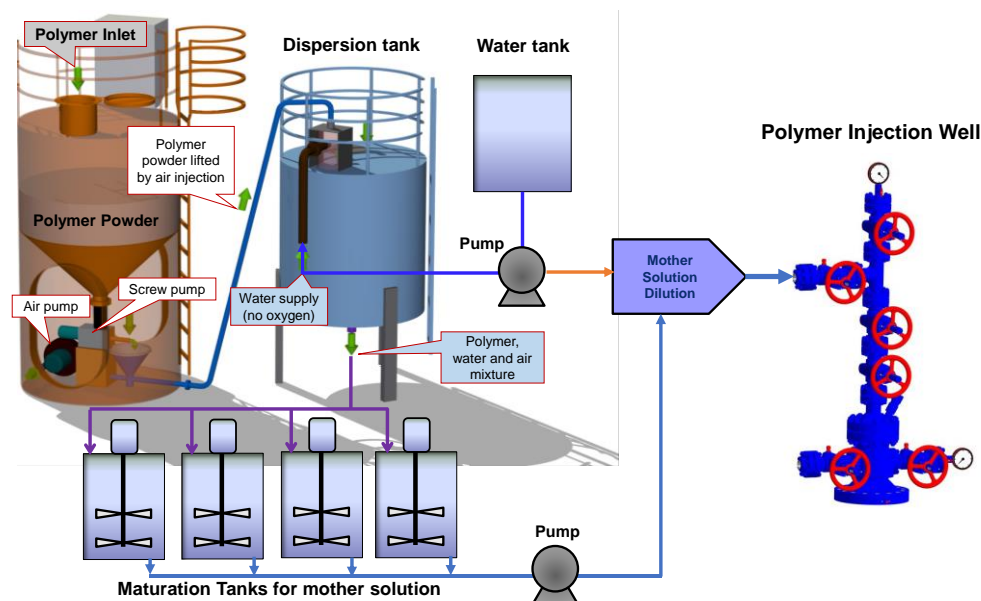 Polymer Inlet
Dispersion tank
Water tank
Polymer
powder lifted
by air injection
Polymer Injection Well
Polymer Powder
Pump
Mother
Solution
Dilution
Screw pump
Air pump
Water supply
(no oxygen)
Polymer,
water and air
mixture
Pump
Maturation Tanks for mother solution